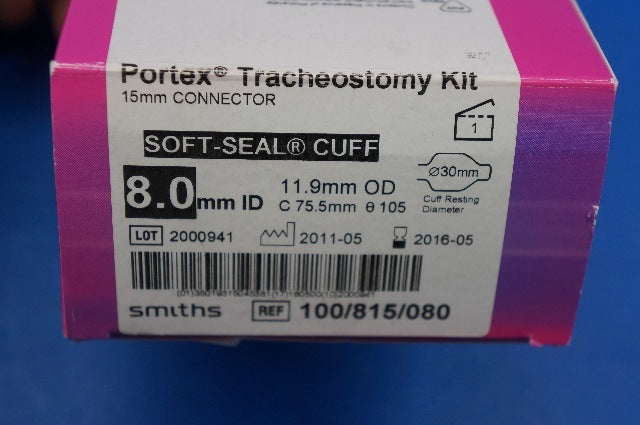 Portex® Tracheostomy Kit
15mm CONNECTOR
1
SOFT-SEAL® CUFF
8.0mm ID
11.9mm OD
C 75.5mm θ 105
Ø30mm
Cuff Resting
Diameter
LOT 2000941
2011-05
2016-05
smiths
REF 100/815/080